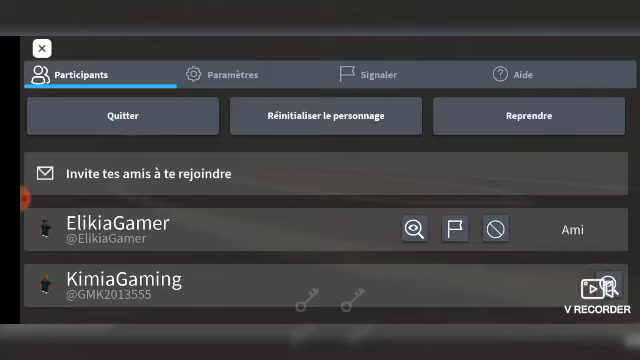 Participants
Paramètres
Signaler
Aide
Quitter
Réinitialiser le personnage
Reprendre
Invite tes amis à te rejoindre
ElikiaGamer
@ElikiaGamer
Ami
KimiaGaming
@GMK2013555
V RECORDER